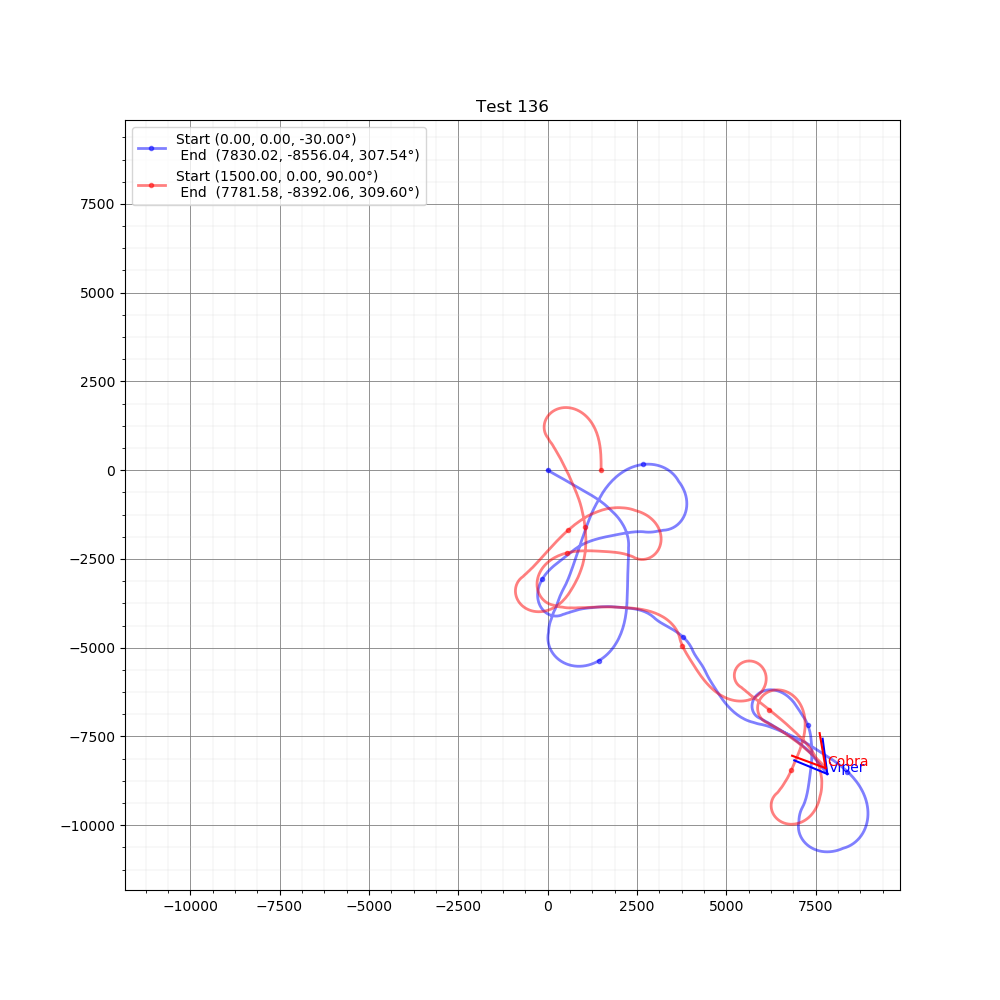 Test 136
Start (0.00, 0.00, -30.00°)
End (7830.02, -8556.04, 307.54°)
Start (1500.00, 0.00, 90.00°)
End (7781.58, -8392.06, 309.60°)
7500
5000
2500
0
−2500
−5000
−7500
−10000
Cobra
Viper
−10000 −7500 −5000 −2500 0 2500 5000 7500